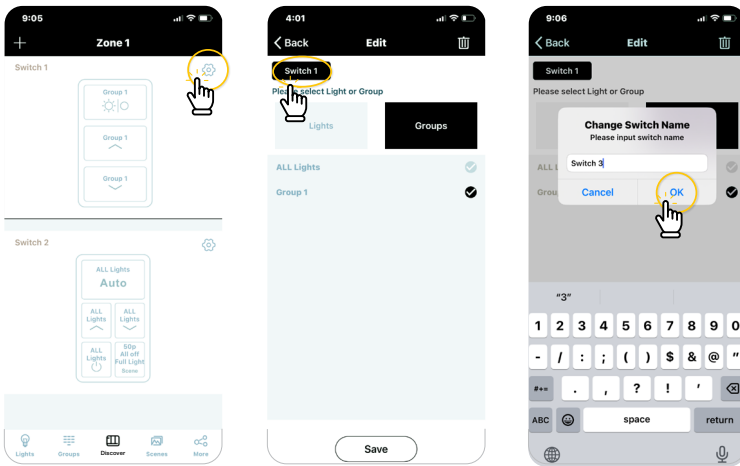 9:05
Zone 1
Switch 1
Group 1
Group 1
Group 1
Switch 2
ALL Lights
Auto
ALL
Lights
ALL
Lights
ALL
Lights
50p
All off
Full Light
Scene
Lights
Groups
Discover
Scenes
More
4:01
Back
Edit
Switch 1
Please select Light or Group
Lights
Groups
ALL Lights
Group 1
Save
9:06
Back
Edit
Switch 1
Please select Light or Group
Change Switch Name
Please input switch name
Switch 3
Cancel
OK
ALL L
Grou
"3"
1 2 3 4 5 6 7 8 9 0
- / : ; ( ) $ & @ "
#+= . , ? ! '
ABC space return